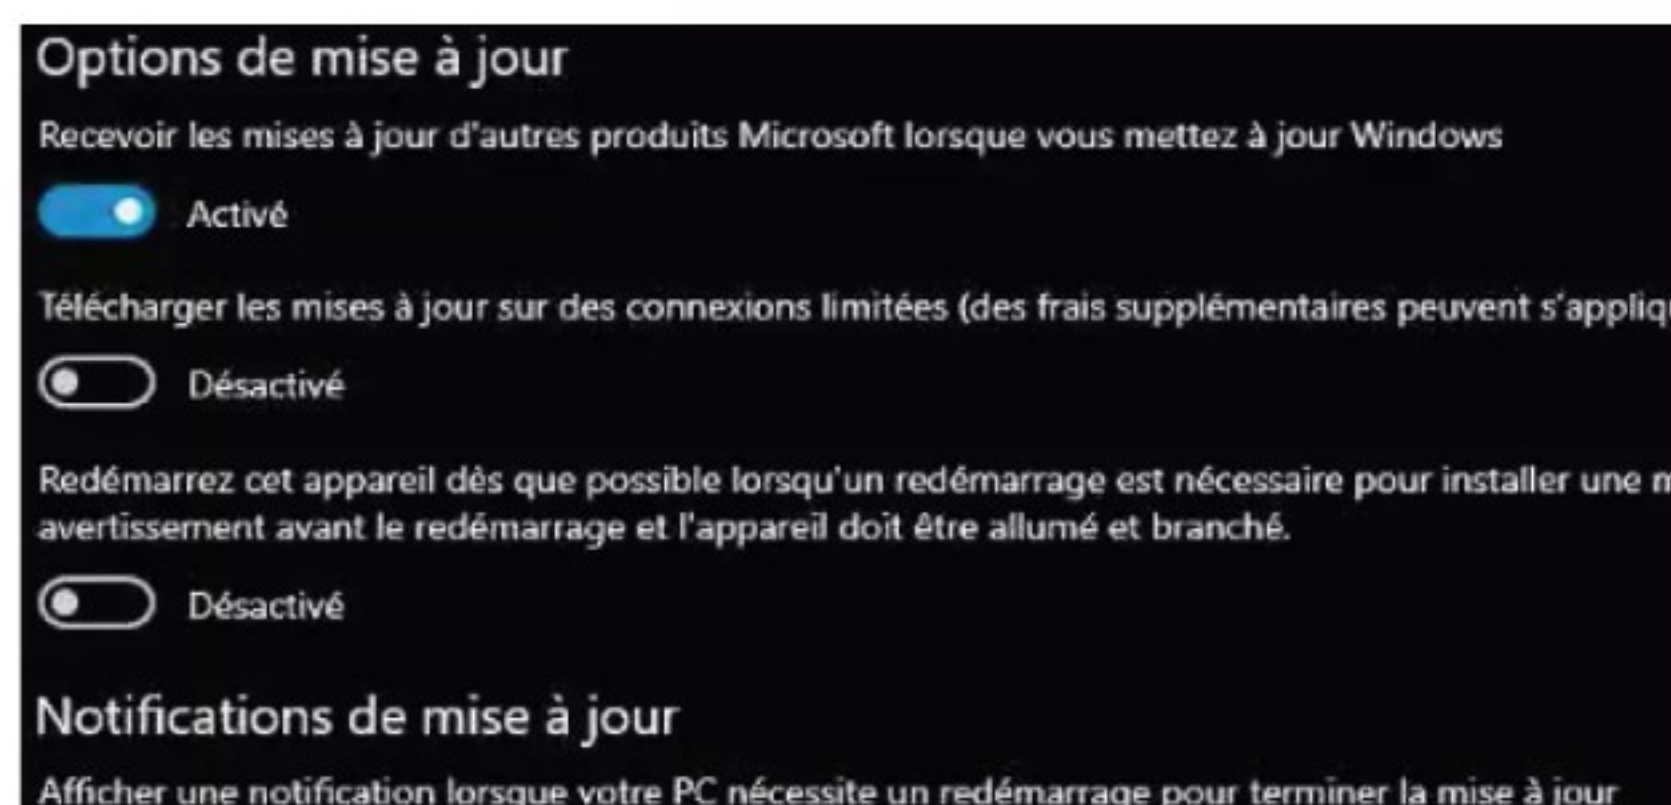 Options de mise à jour
Recevoir les mises à jour d'autres produits Microsoft lorsque vous mettez à jour Windows
Activé
Télécharger les mises à jour sur des connexions limitées (des frais supplémentaires peuvent s'appliq
Désactivé
Redémarrez cet appareil dès que possible lorsqu'un redémarrage est nécessaire pour installer une
avertissement avant le redémarrage et l'appareil doit être allumé et branché.
Désactivé
Notifications de mise à jour
Afficher une notification lorsque votre PC nécessite un redémarrage pour terminer la mise à jour